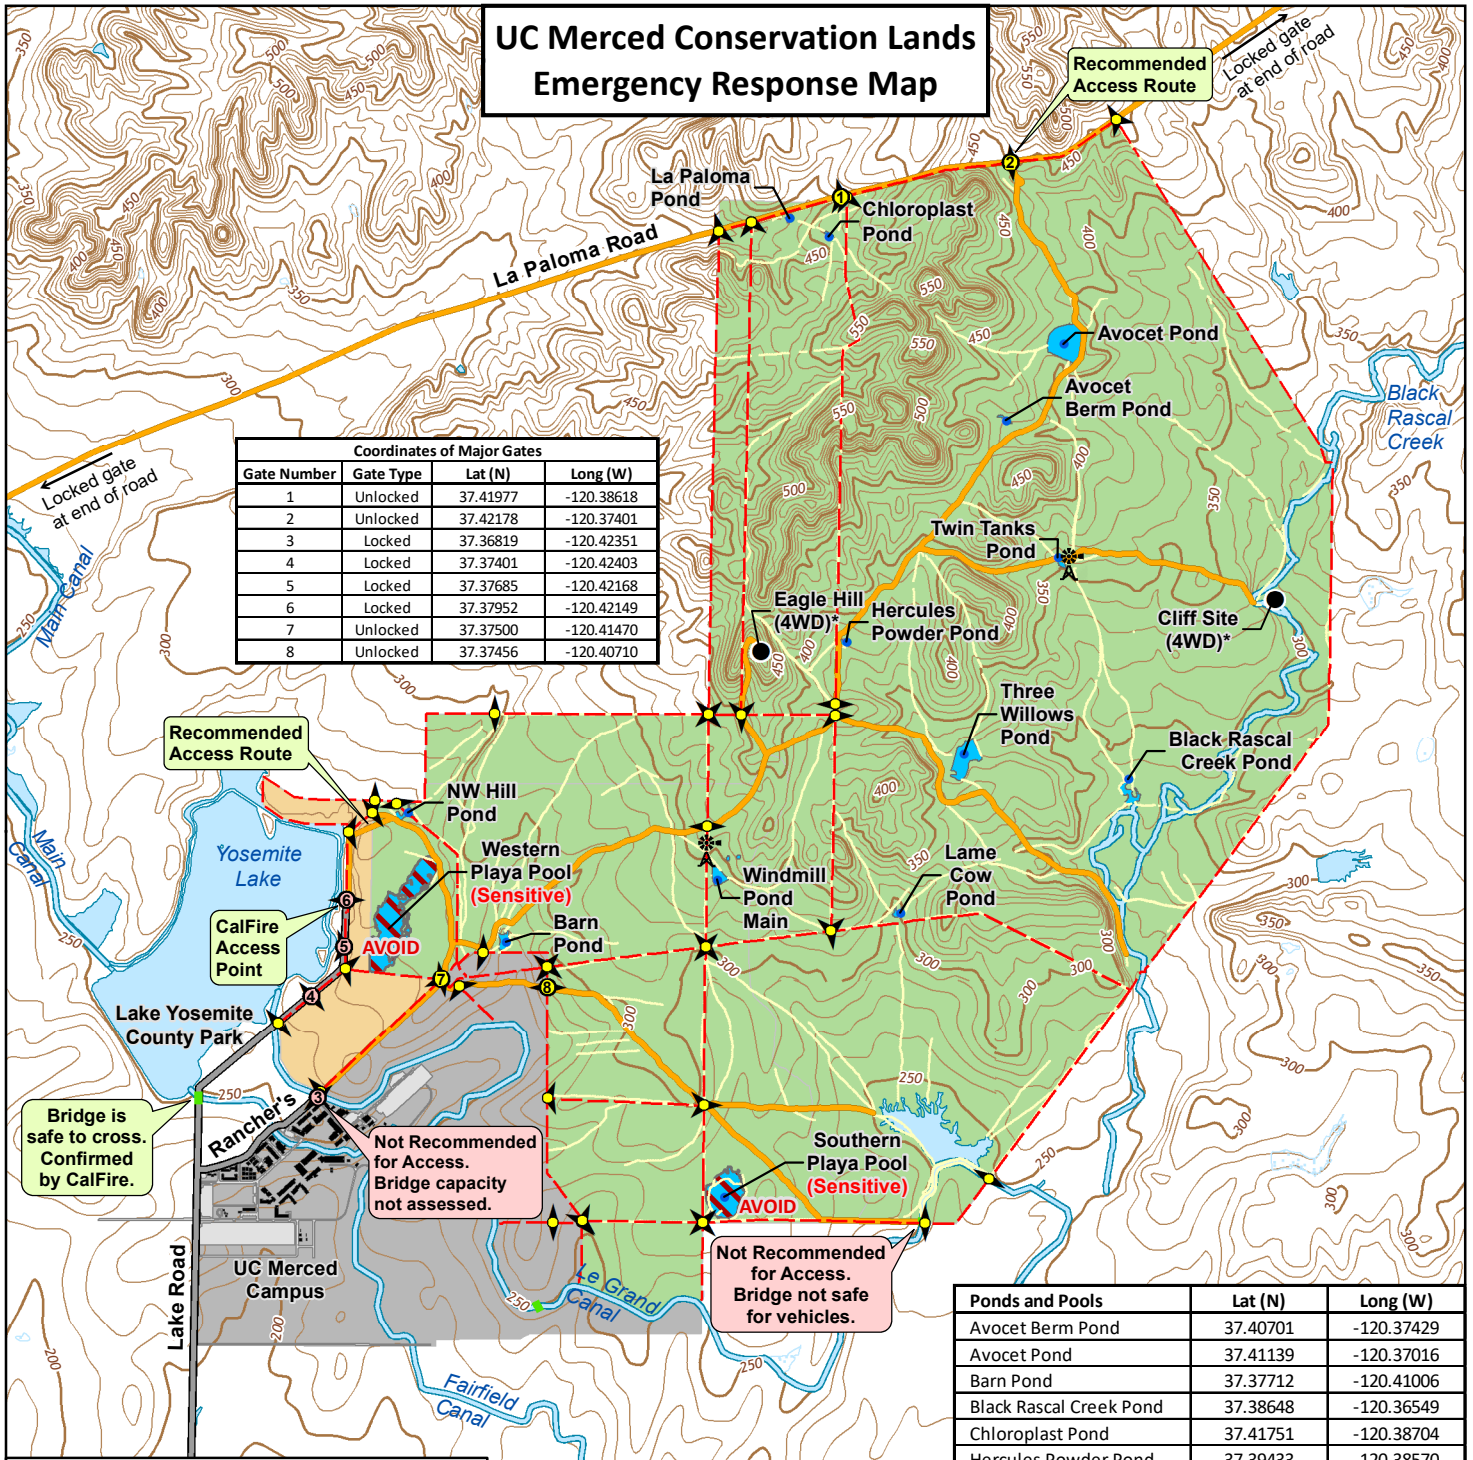 UC Merced Conservation Lands
Emergency Response Map
Recommended
Access Route
Locked gate
at end of road
La Paloma
Pond
Chloroplast
Pond
La Paloma Road
Avocet Pond
Avocet
Berm Pond
Black
Rascal
Creek
Locked gate
at end of road
Main Canal
Coordinates of Major Gates
Gate Number Gate Type Lat (N) Long (W)
1 Unlocked 37.41977 -120.38618
2 Unlocked 37.42178 -120.37401
3 Locked 37.36819 -120.42351
4 Locked 37.37401 -120.42403
5 Locked 37.37685 -120.42168
6 Locked 37.37952 -120.42149
7 Unlocked 37.37500 -120.41470
8 Unlocked 37.37456 -120.40710
Twin Tanks
Pond
Eagle Hill
(4WD)*
Hercules
Powder Pond
Cliff Site
(4WD)*
Three
Willows
Pond
Black Rascal
Creek Pond
Recommended
Access Route
NW Hill
Pond
Main
Canal
Yosemite
Lake
Western
Playa Pool
(Sensitive)
Windmill
Pond
Main
Lame
Cow
Pond
CalFire
Access
Point
AVOID
Barn
Pond
Lake Yosemite
County Park
Bridge is
safe to cross.
Confirmed
by CalFire.
Rancher's
Not Recommended
for Access.
Bridge capacity
not assessed.
Southern
Playa Pool
(Sensitive)
AVOID
Lake Road
UC Merced
Campus
Le Grand
Canal
Not Recommended
for Access.
Bridge not safe
for vehicles.
Fairfield
Canal
Ponds and Pools Lat (N) Long (W)
Avocet Berm Pond 37.40701 -120.37429
Avocet Pond 37.41139 -120.37016
Barn Pond 37.37712 -120.41006
Black Rascal Creek Pond 37.38648 -120.36549
Chloroplast Pond 37.41751 -120.38704
Hercules Powder Pond 37.39433 -120.38570